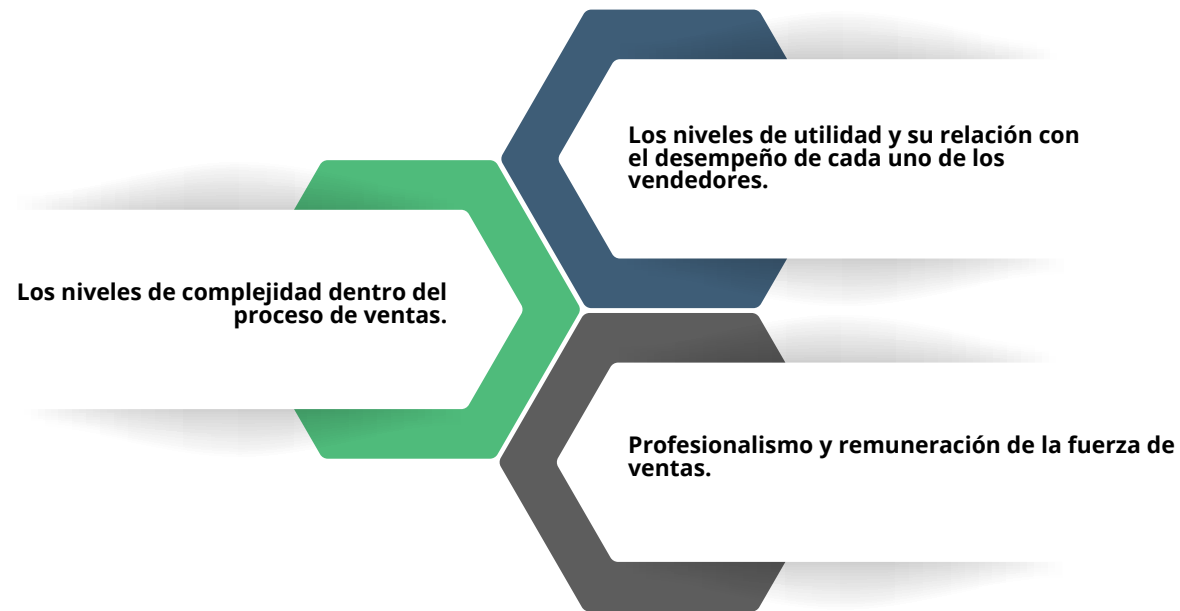 Los niveles de utilidad y su relación con
el desempeño de cada uno de los
vendedores.
Los niveles de complejidad dentro del
proceso de ventas.
Profesionalismo y remuneración de la fuerza de
ventas.